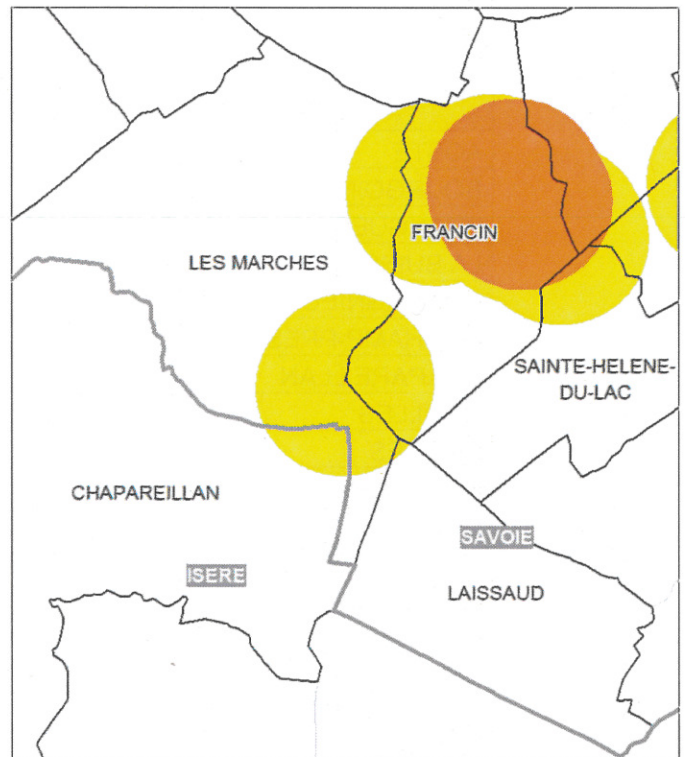 FRANCIN
LES MARCHES
SAINTE-HELENE-
DU-LAC
CHAPAREILLAN
SAVOIE
ISERE
LAISSAUD